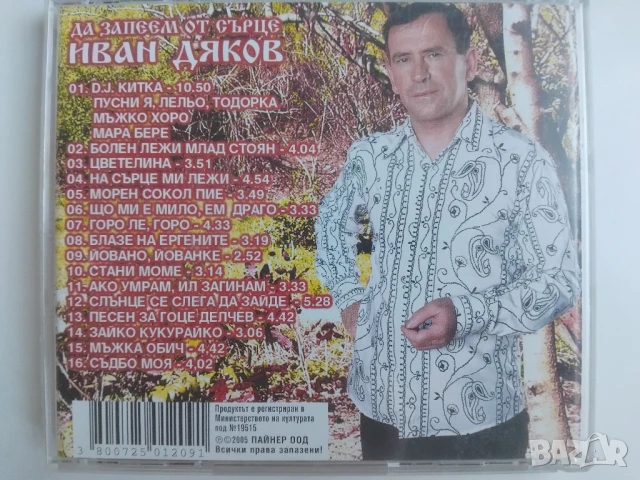 ДА ЗАПЕЕМ ОТ СЪРЦЕ
ИВАН ДЯКОВ
01. D.J. КИТКА - 10.50
ПУСНИ Я, ЛЕЛЬО, ТОДОРКА
МЪЖКО ХОРО
МАРА БЕРЕ
02. БОЛЕН ЛЕЖИ МЛАД СТОЯН - 4.04
03. ЦВЕТЕЛИНА - 3.51
04. НА СЪРЦЕ МИ ЛЕЖИ - 4.54
05. МОРЕН СОКОЛ ПИЕ - 3.49
06. ЩО МИ Е МИЛО, ЕМ ДРАГО - 3.33
07. ГОРО ЛЕ, ГОРО - 4.33
08. БЛАЗЕ НА ЕРГЕНИТЕ - 3.19
09. ЙОВАНО, ЙОВАНКЕ - 2.52
10. СТАНИ МОМЕ - 3.14
11. АКО УМРАМ, ИЛ ЗАГИНАМ - 3.33
12. СЛЪНЦЕ СЕ СЛЕГА ДА ЗАЙДЕ - 5.28
13. ПЕСЕН ЗА ГОЦЕ ДЕЛЧЕВ - 4.42
14. ЗАЙКО КУКУРАЙКО - 3.06
15. МЪЖКА ОБИЧ - 4.42
16. СЪДБО МОЯ - 4.02
3 800725 012091
Продуктът е регистриран в
Министерството на културата
под №19515
℗©2005 ПАЙНЕР ООД
Всички права запазени!
BAZAR